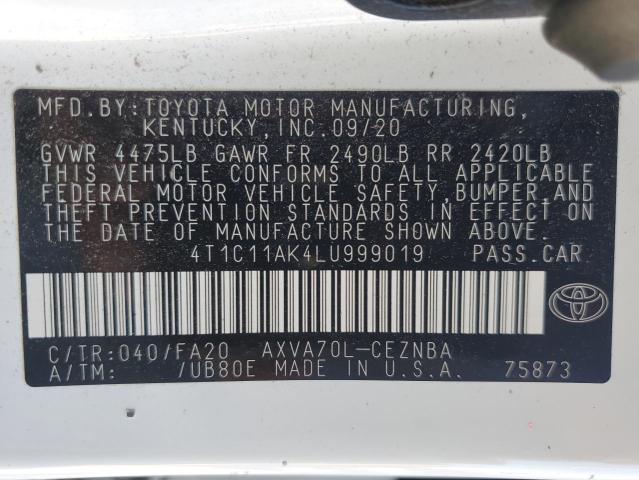 MFD.BY:TOYOTA MOTOR MANUFACTURING,
KENTUCKY, INC. 09/20
GVWR 4475LB GAWR FR 2490LB RR 2420LB
THIS VEHICLE CONFORMS TO ALL APPLICABLE
FEDERAL MOTOR VEHICLE SAFETY,BUMPER,AND
THEFT PREVENTION STANDARDS IN EFFECT ON
THE DATE OF MANUFACTURE SHOWN ABOVE.
4T1C11AK4LU999019 PASS.CAR
C/TR:040/FA20 AXVA70L-CEZNBA
A/TM: /UB80E MADE IN U.S.A. 75873